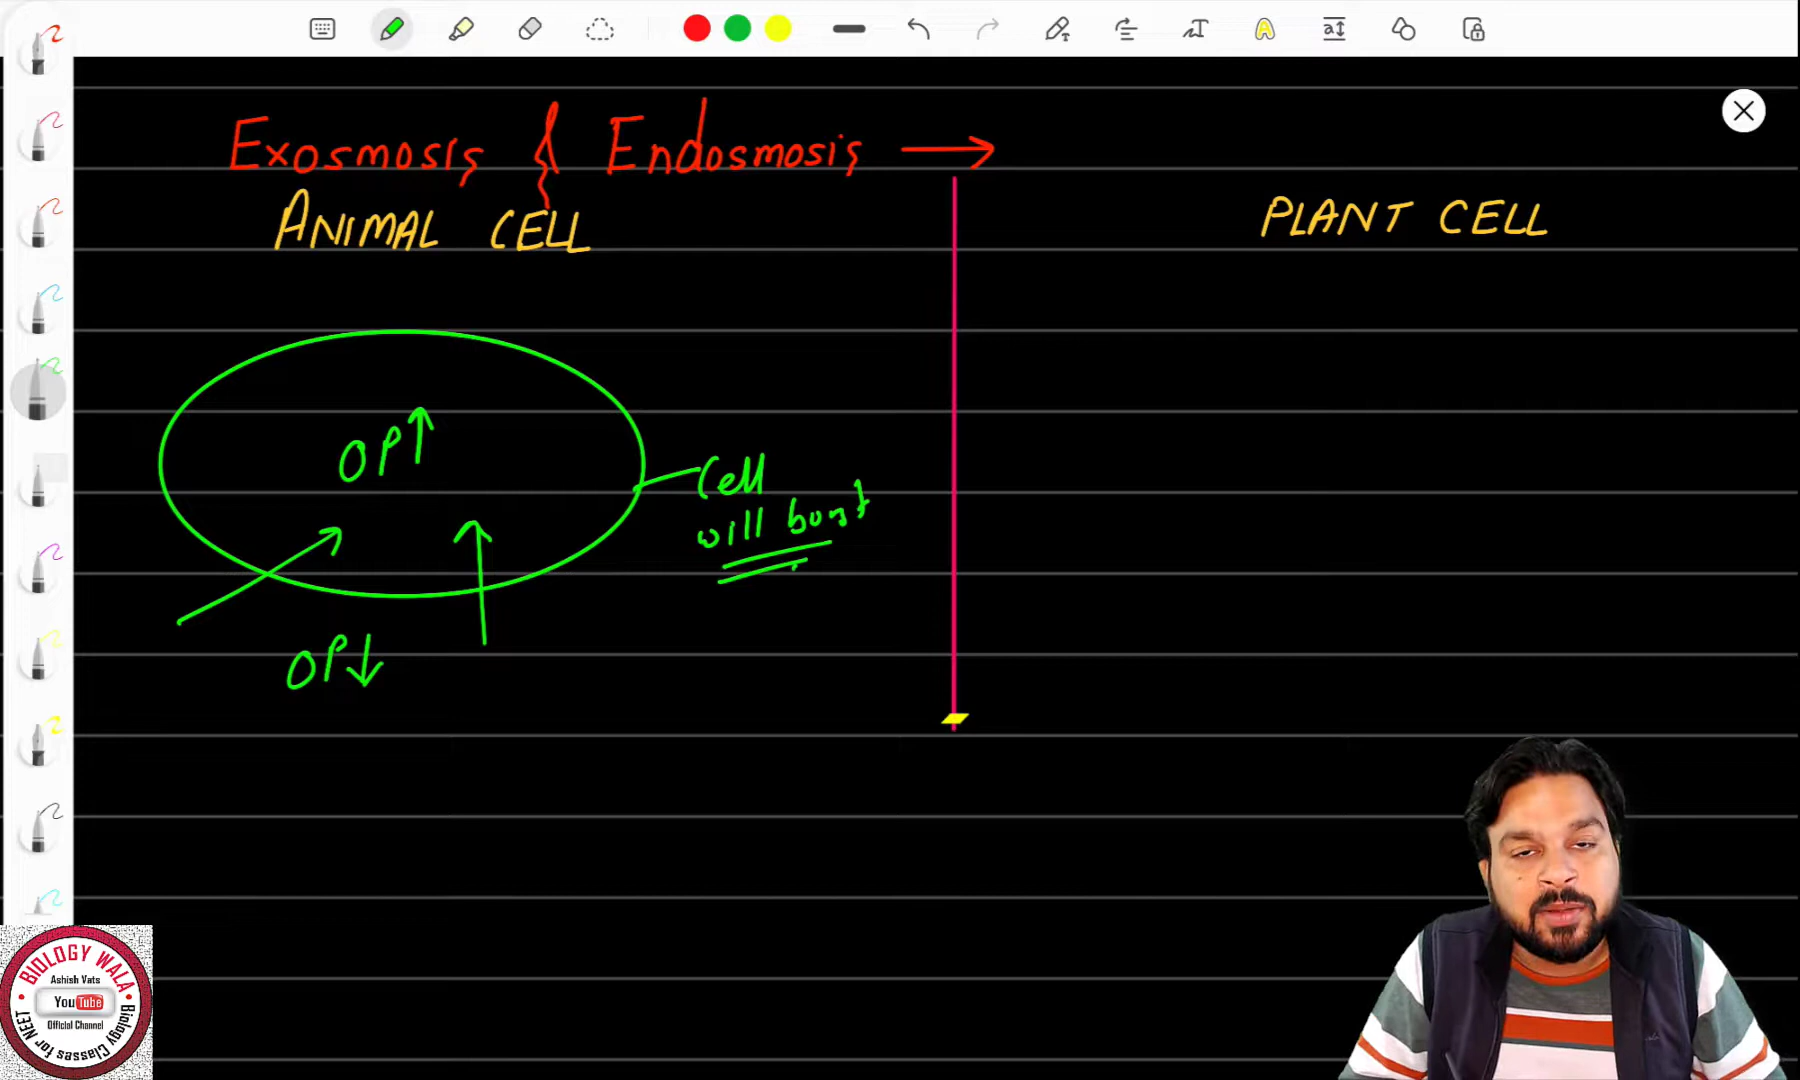 Exosmosis & Endosmosis →
ANIMAL CELL
PLANT CELL
OP↑
Cell
will burst
OP↓
BIOLOGY WALA
Ashish Vats
YouTube
Official Channel
Biology Classes for NEET